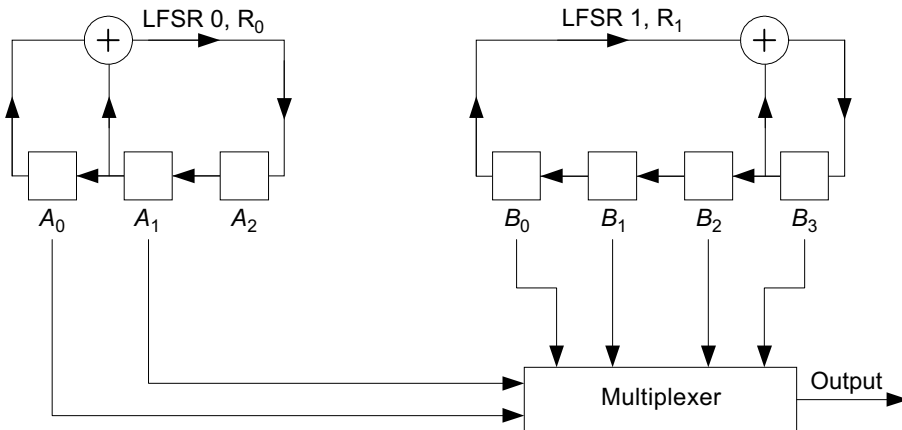 LFSR 0, R₀
LFSR 1, R₁
A₀ A₁ A₂
B₀ B₁ B₂ B₃
Multiplexer
Output